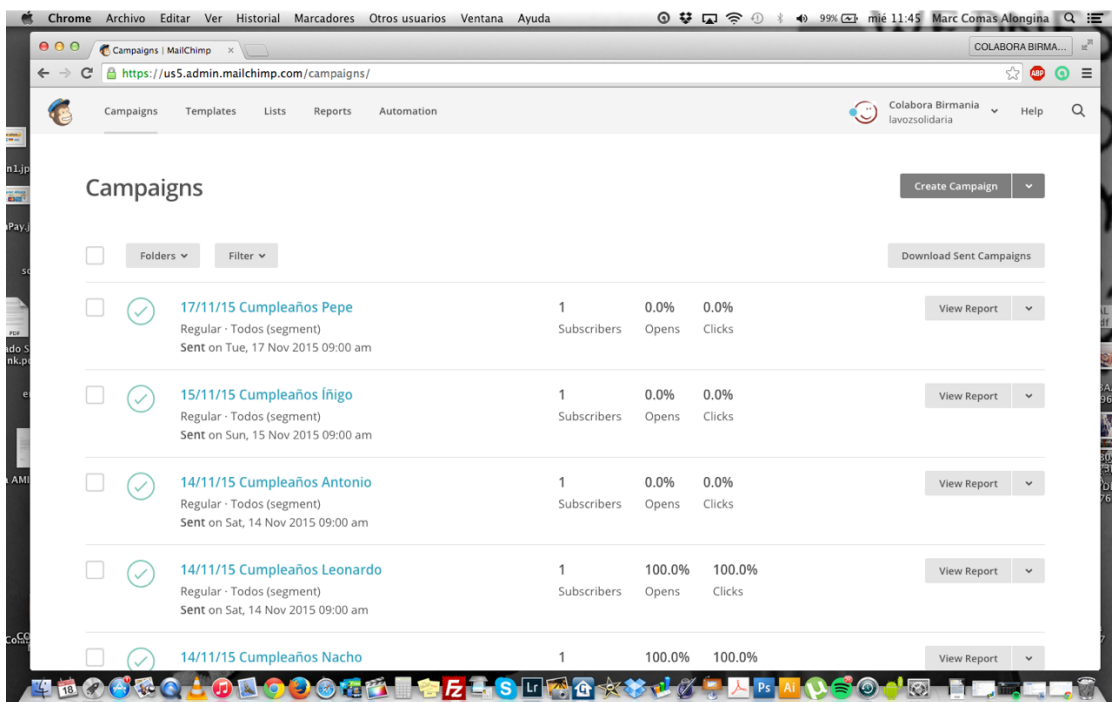 Chrome Archivo Editar Ver Historial Marcadores Otros usuarios Ventana Ayuda 99% mié 11:45 Marc Comas Alongina
Campaigns | MailChimp COLABORA BIRMA...
https://us5.admin.mailchimp.com/campaigns/ ABP
Campaigns Templates Lists Reports Automation Colabora Birmania Help
lavozsolidaria
Campaigns Create Campaign
Folders Filter Download Sent Campaigns
17/11/15 Cumpleaños Pepe 1 0.0% 0.0% View Report
Regular · Todos (segment) Subscribers Opens Clicks
Sent on Tue, 17 Nov 2015 09:00 am
15/11/15 Cumpleaños Íñigo 1 0.0% 0.0% View Report
Regular · Todos (segment) Subscribers Opens Clicks
Sent on Sun, 15 Nov 2015 09:00 am
14/11/15 Cumpleaños Antonio 1 0.0% 0.0% View Report
Regular · Todos (segment) Subscribers Opens Clicks
Sent on Sat, 14 Nov 2015 09:00 am
14/11/15 Cumpleaños Leonardo 1 100.0% 100.0% View Report
Regular · Todos (segment) Subscribers Opens Clicks
Sent on Sat, 14 Nov 2015 09:00 am
14/11/15 Cumpleaños Nacho 1 100.0% 100.0% View Report
18 Lr Ps Ai